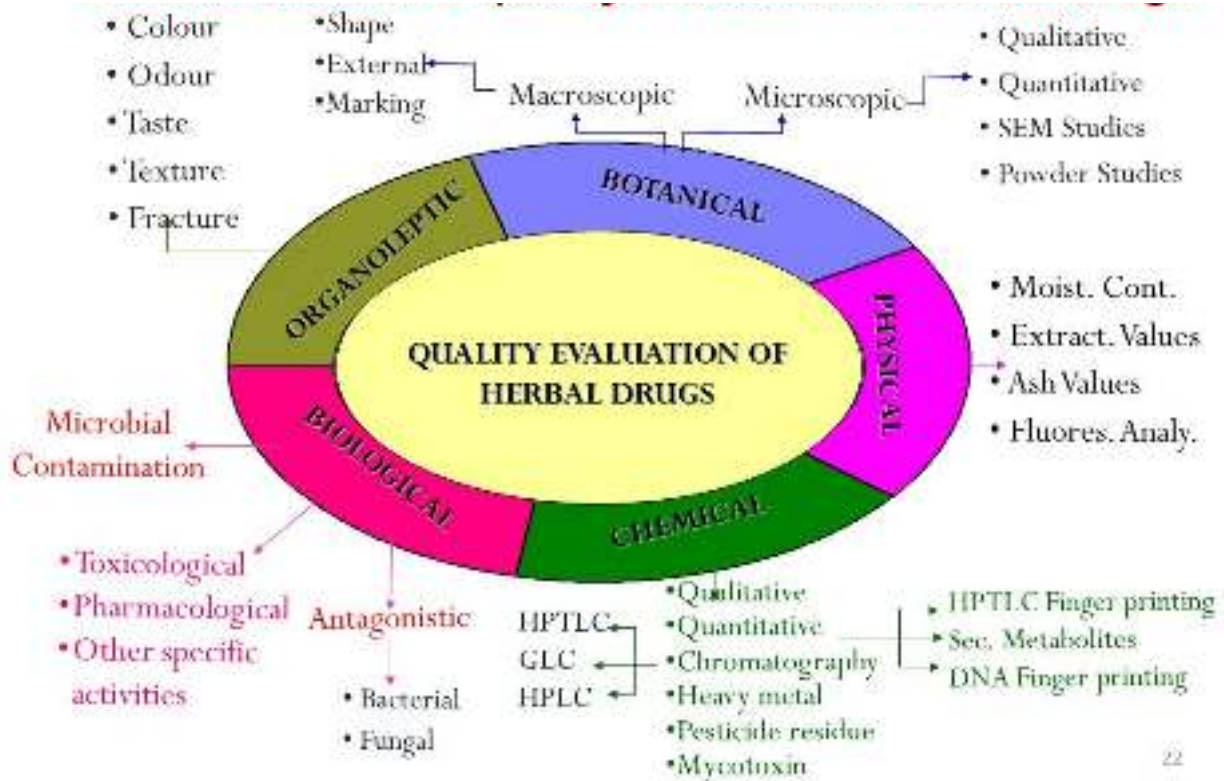 • Colour
• Odour
• Taste
• Texture
• Fracture
•Shape
•External
•Marking
Macroscopic
Microscopic
• Qualitative
• Quantitative
• SEM Studies
• Powder Studies
ORGANOLEPTIC
BOTANICAL
PHYSICAL
• Moist. Cont.
• Extract. Values
• Ash Values
• Fluores. Analy.
QUALITY EVALUATION OF
HERBAL DRUGS
BIOLOGICAL
CHEMICAL
Microbial
Contamination
•Toxicological
•Pharmacological
•Other specific
activities
Antagonistic
• Bacterial
• Fungal
HPTLC
GLC
HPLC
•Qualitative
•Quantitative
•Chromatography
•Heavy metal
•Pesticide residue
•Mycotoxin
HPTLC Finger printing
Sec. Metabolites
DNA Finger printing
22